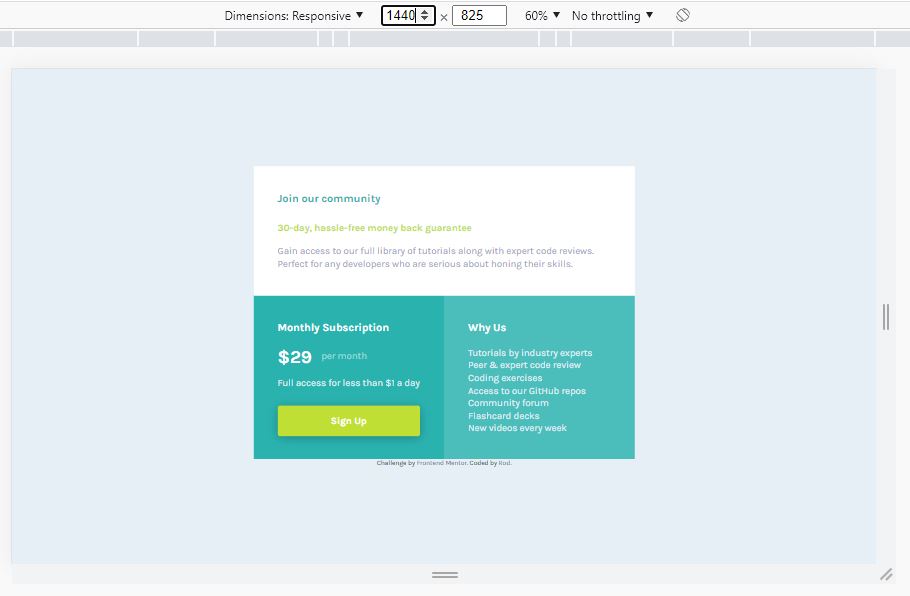 Dimensions: Responsive ▼ 1440 × 825 60% ▼ No throttling ▼
Join our community
30-day, hassle-free money back guarantee
Gain access to our full library of tutorials along with expert code reviews.
Perfect for any developers who are serious about honing their skills.
Monthly Subscription
$29 per month
Full access for less than $1 a day
Sign Up
Why Us
Tutorials by industry experts
Peer & expert code review
Coding exercises
Access to our GitHub repos
Community forum
Flashcard decks
New videos every week
Challenge by Frontend Mentor. Coded by Rod.